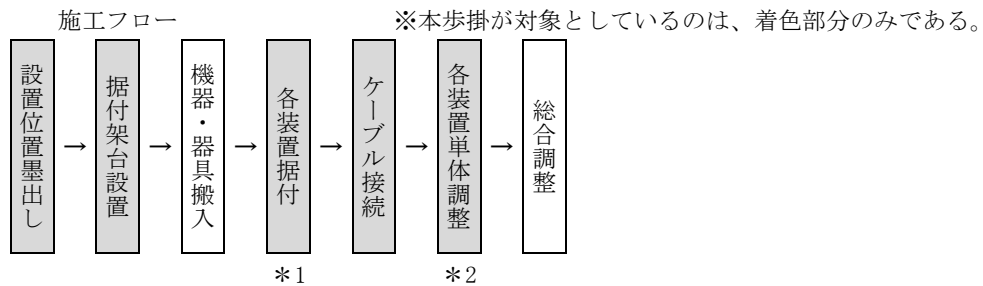 施工フロー
※本歩掛が対象としているのは、着色部分のみである。
設置位置墨出し
→
据付架台設置
→
機器・器具搬入
→
各装置据付
→
ケーブル接続
→
各装置単体調整
→
総合調整
＊1
＊2